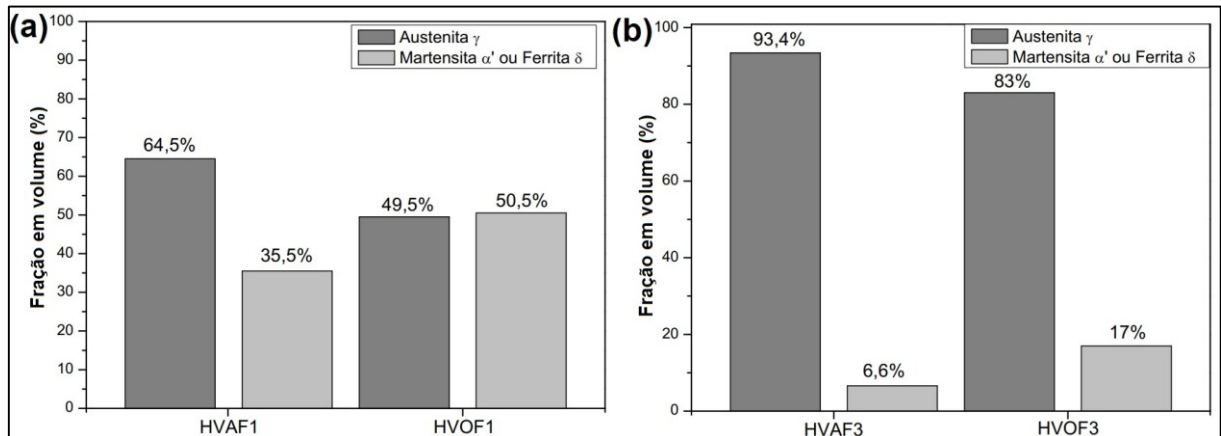 (a)
Fração em volume (%)
100
90
80
70
60
50
40
30
20
10
0
Austenita γ
Martensita α' ou Ferrita δ
64,5%
35,5%
49,5%
50,5%
HVAF1
HVOF1
(b)
Fração em volume (%)
100
80
60
40
20
0
Austenita γ
Martensita α' ou Ferrita δ
93,4%
6,6%
83%
17%
HVAF3
HVOF3